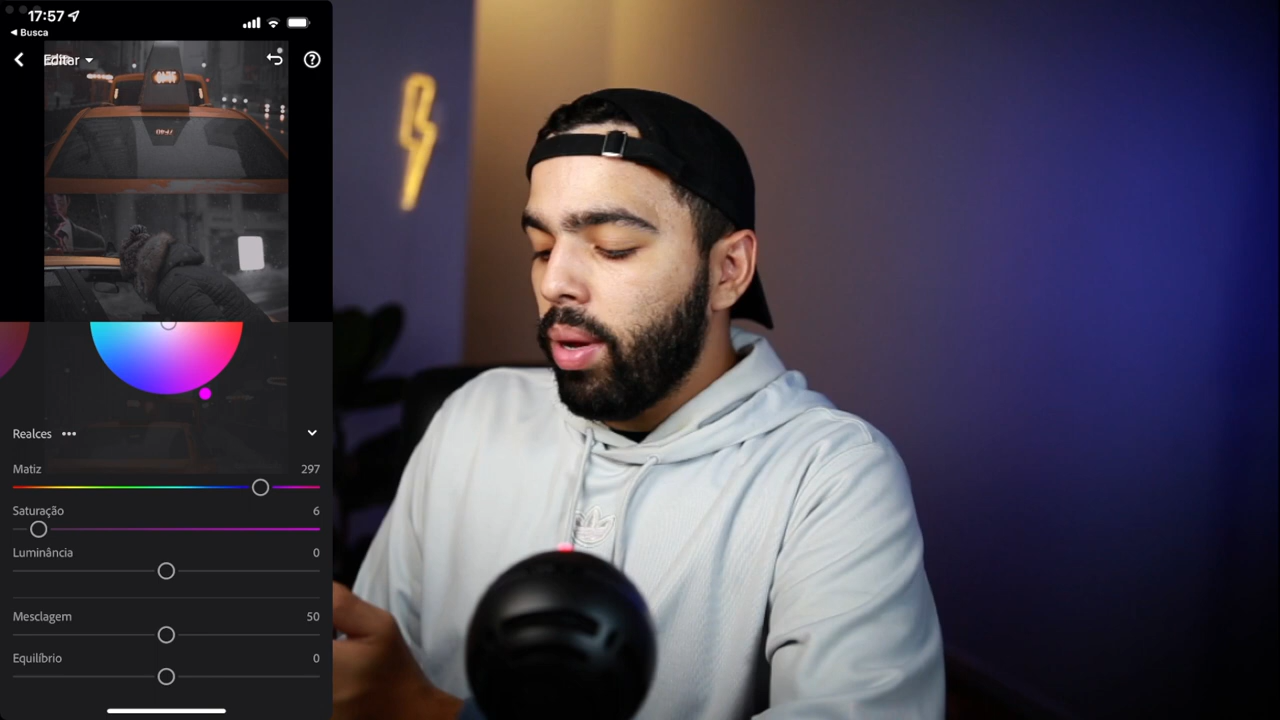 17:57
◀ Busca
Editar
Realces •••
Matiz 297
Saturação 6
Luminância 0
Mesclagem 50
Equilíbrio 0